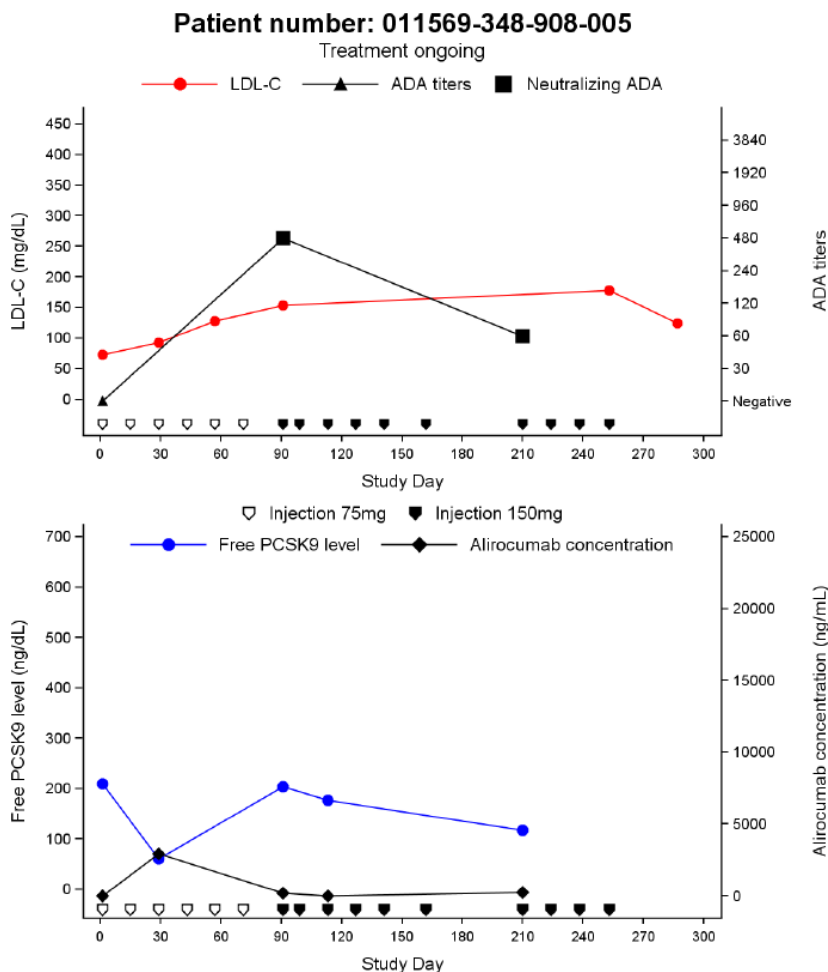 Patient number: 011569-348-908-005
Treatment ongoing
LDL-C ADA titers Neutralizing ADA
LDL-C (mg/dL)
450
400
350
300
250
200
150
100
50
0
3840
1920
960
480
240
120
60
30
Negative
ADA titers
0 30 60 90 120 150 180 210 240 270 300
Study Day
Injection 75mg Injection 150mg
Free PCSK9 level Alirocumab concentration
Free PCSK9 level (ng/dL)
700
600
500
400
300
200
100
0
25000
20000
15000
10000
5000
0
Alirocumab concentration (ng/mL)
0 30 60 90 120 150 180 210 240 270 300
Study Day